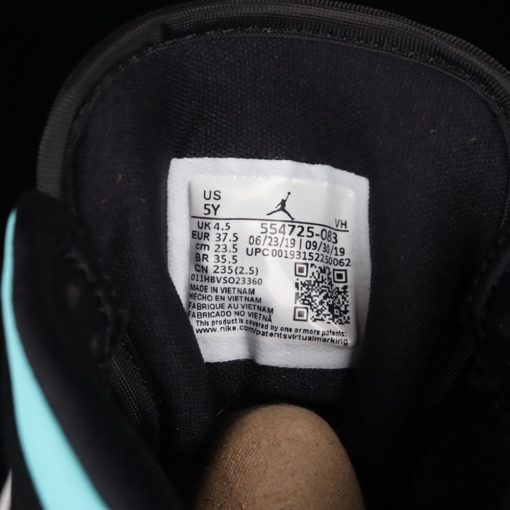 US
5Y
VH
UK 4.5
EUR 37.5
cm 23.5
BR 35.5
CN 235(2.5)
554725-083
06/23/19 | 09/30/19
UPC 00193152250062
011HBVSO23360
MADE IN VIETNAM
HECHO EN VIETNAM
FABRIQUE AU VIETNAM
FABRICADO NO VIETNÃ
This product is covered by one or more patents.
www.nike.com/patentsvirtualmarking